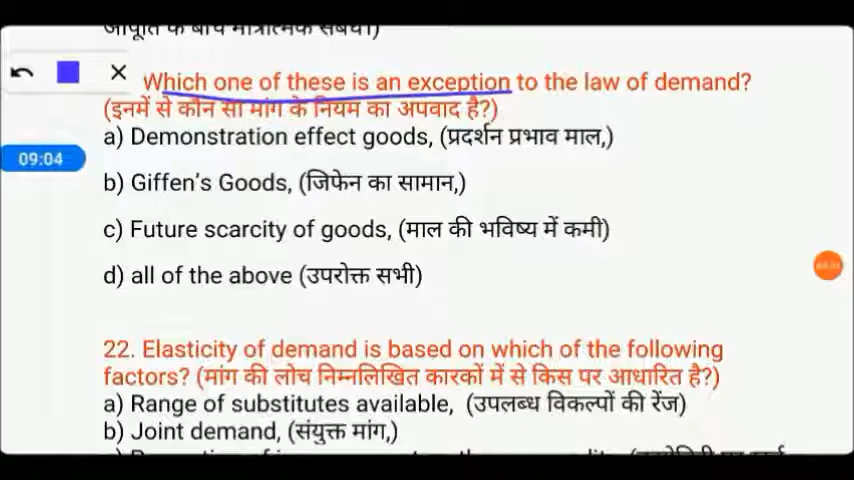 आपूर्ति के बीच मात्रात्मक संबंध।)
Which one of these is an exception to the law of demand?
(इनमें से कौन सा मांग के नियम का अपवाद है?)
09:04
a) Demonstration effect goods, (प्रदर्शन प्रभाव माल,)
b) Giffen's Goods, (जिफेन का सामान,)
c) Future scarcity of goods, (माल की भविष्य में कमी)
d) all of the above (उपरोक्त सभी)
22. Elasticity of demand is based on which of the following
factors? (मांग की लोच निम्नलिखित कारकों में से किस पर आधारित है?)
a) Range of substitutes available, (उपलब्ध विकल्पों की रेंज)
b) Joint demand, (संयुक्त मांग,)